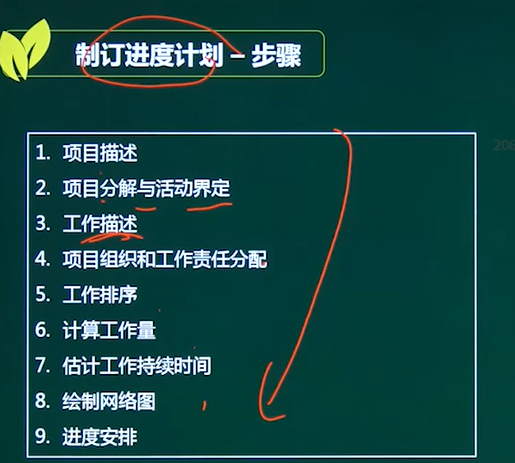 制订进度计划 – 步骤
1. 项目描述
2. 项目分解与活动界定
3. 工作描述
4. 项目组织和工作责任分配
5. 工作排序
6. 计算工作量
7. 估计工作持续时间
8. 绘制网络图
9. 进度安排